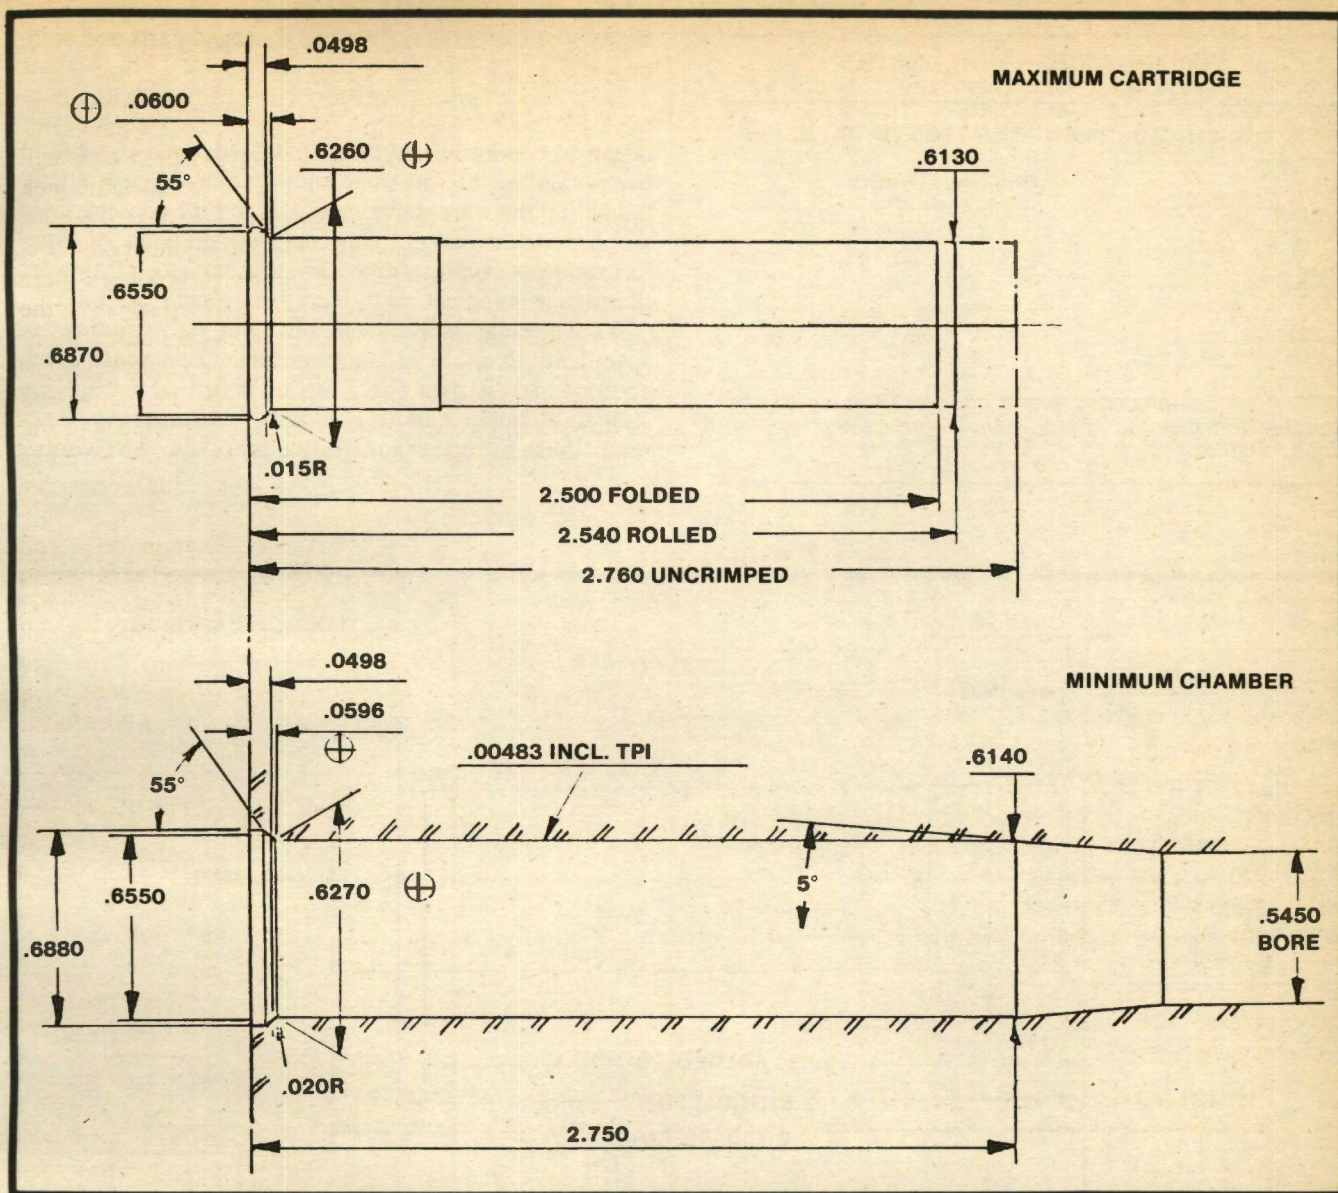 .0498
MAXIMUM CARTRIDGE
.0600
.6260
.6130
55°
.6550
.6870
.015R
2.500 FOLDED
2.540 ROLLED
2.760 UNCRIMPED
.0498
MINIMUM CHAMBER
.0596
.00483 INCL. TPI
.6140
55°
5°
.6550
.6270
.6880
.5450
BORE
.020R
2.750